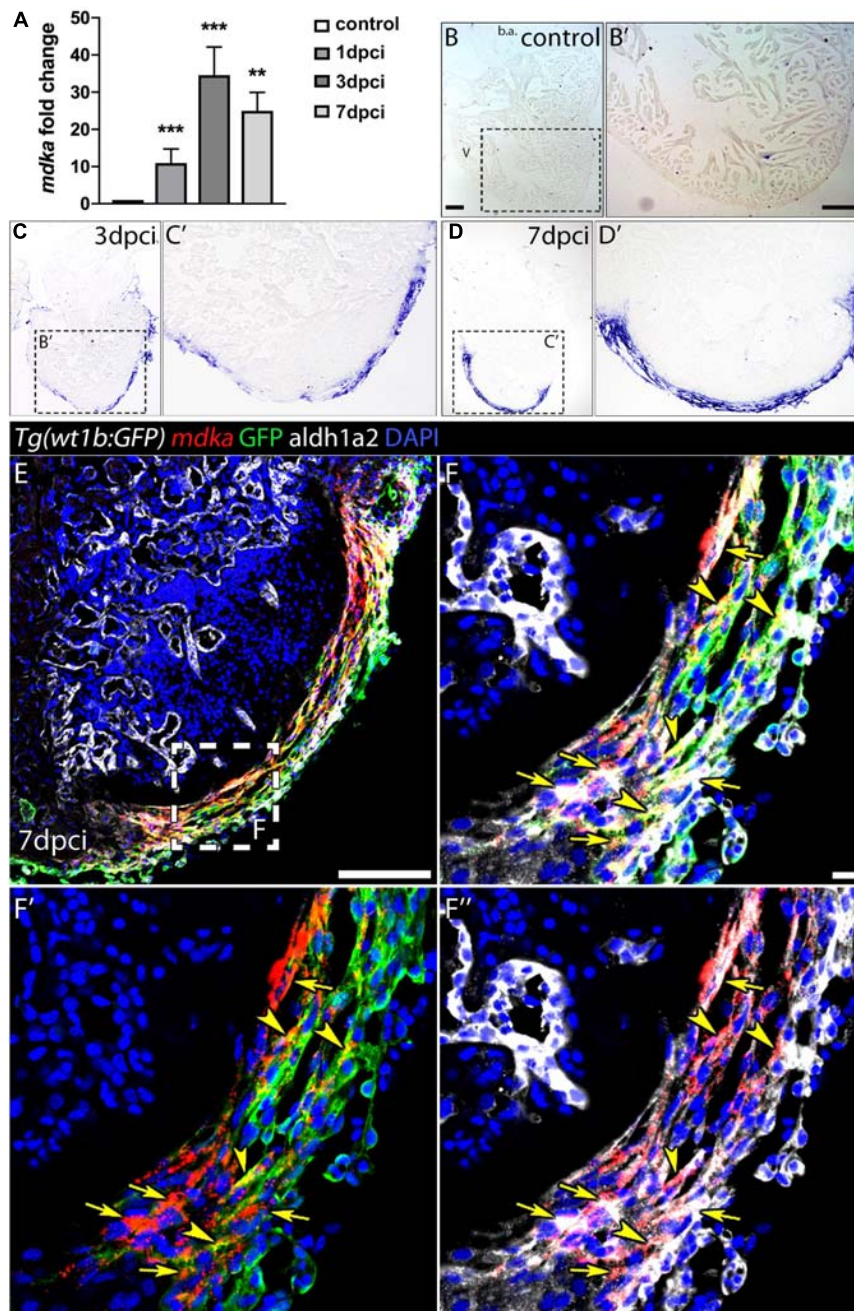 A
mdka fold change
50
40
30
20
10
0
***
***
**
control
1dpci
3dpci
7dpci
B
b.a. control
B'
V
C
3dpci
C'
B'
D
7dpci
D'
C'
Tg(wt1b:GFP) mdka GFP aldh1a2 DAPI
E
7dpci
F
F
F'
F''